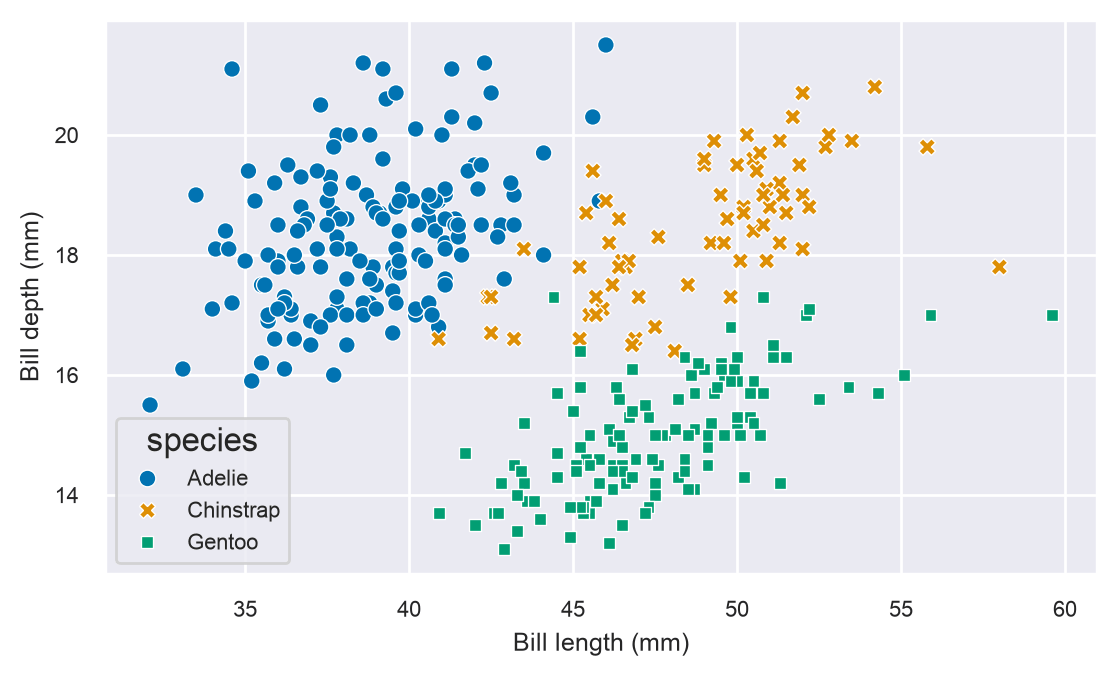 20
18
16
14
Bill depth (mm)
species
Adelie
Chinstrap
Gentoo
35 40 45 50 55 60
Bill length (mm)